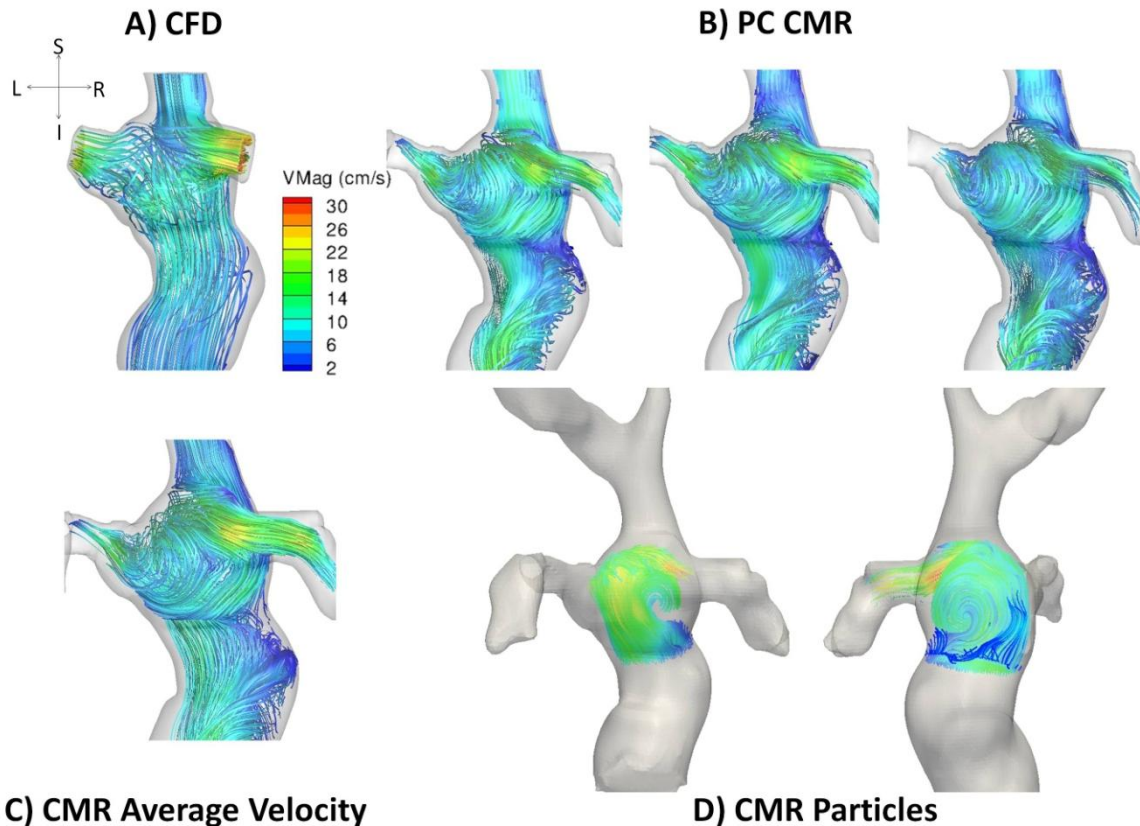 A) CFD
B) PC CMR
S
L R
I
VMag (cm/s)
30
26
22
18
14
10
6
2
C) CMR Average Velocity
D) CMR Particles